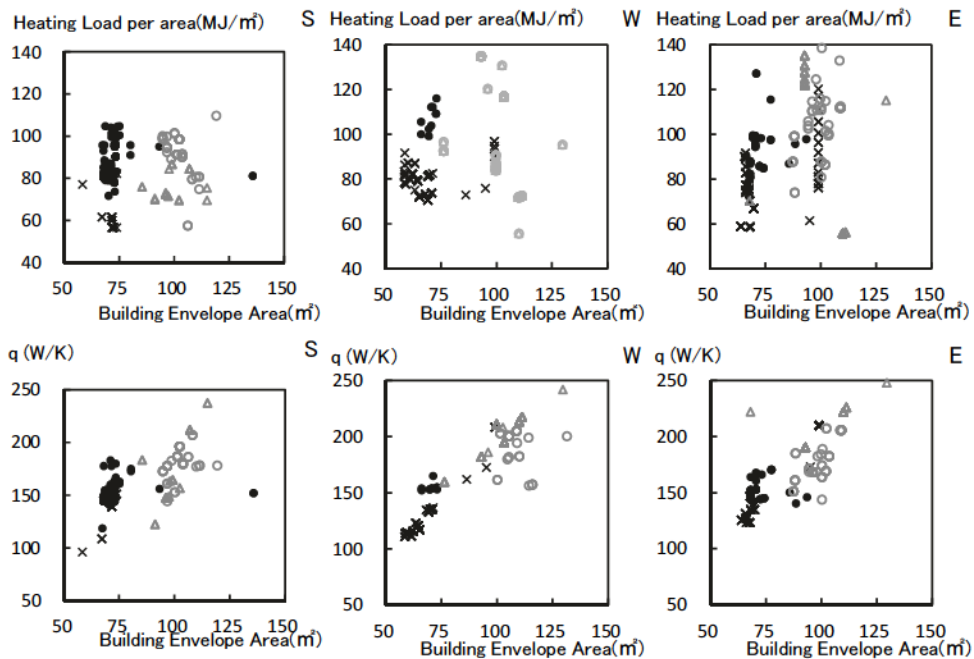 Heating Load per area(MJ/㎡) S Heating Load per area(MJ/㎡) W Heating Load per area(MJ/㎡) E
140 140 140
120 120 120
100 100 100
80 80 80
60 60 60
40 40 40
50 75 100 125 150 50 75 100 125 150 50 75 100 125 150
Building Envelope Area(㎡) Building Envelope Area(㎡) Building Envelope Area(㎡)
q (W/K) S q (W/K) W q (W/K) E
250 250 250
200 200 200
150 150 150
100 100 100
50 50 50
50 75 100 125 150 50 75 100 125 150 50 75 100 125 150
Building Envelope Area(㎡) Building Envelope Area(㎡) Building Envelope Area(㎡)